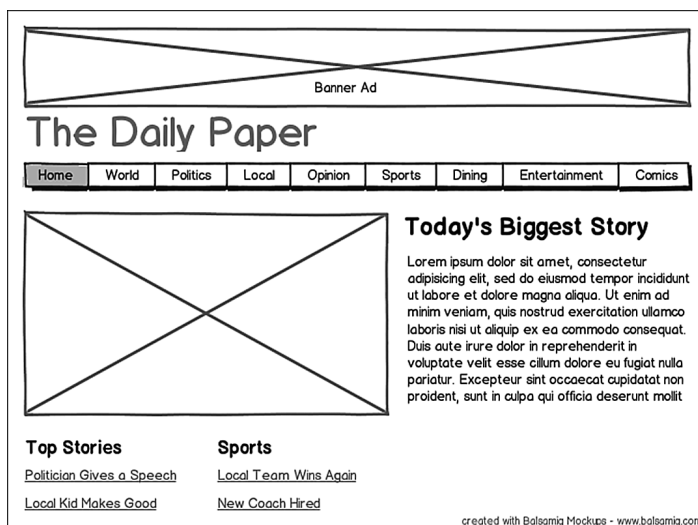 Banner Ad
The Daily Paper
Home World Politics Local Opinion Sports Dining Entertainment Comics
Today's Biggest Story
Lorem ipsum dolor sit amet, consectetur
adipisicing elit, sed do eiusmod tempor incididunt
ut labore et dolore magna aliqua. Ut enim ad
minim veniam, quis nostrud exercitation ullamco
laboris nisi ut aliquip ex ea commodo consequat.
Duis aute irure dolor in reprehenderit in
voluptate velit esse cillum dolore eu fugiat nulla
pariatur. Excepteur sint occaecat cupidatat non
proident, sunt in culpa qui officia deserunt mollit
Top Stories
Politician Gives a Speech
Local Kid Makes Good
Sports
Local Team Wins Again
New Coach Hired
created with Balsamiq Mockups - www.balsamiq.com